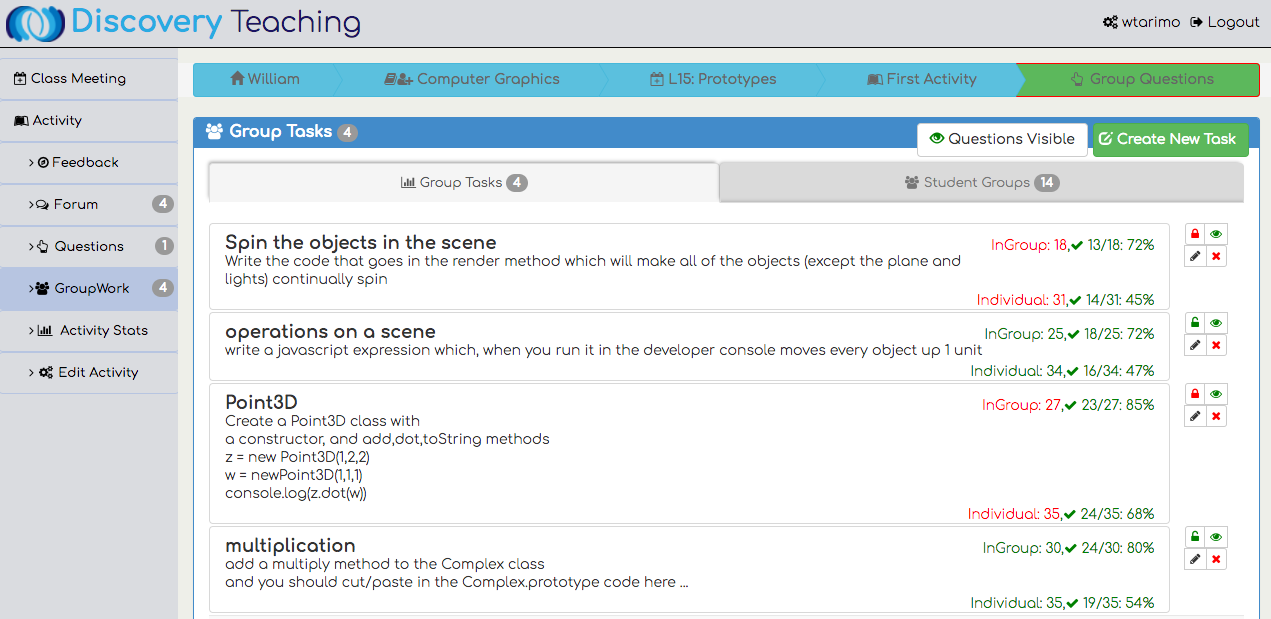 Discovery Teaching
wtarimo Logout
Class Meeting
Activity
> Feedback
> Forum 4
> Questions 1
> GroupWork 4
> Activity Stats
> Edit Activity
William
Computer Graphics
L15: Prototypes
First Activity
Group Questions
Group Tasks 4
Questions Visible
Create New Task
Group Tasks 4
Student Groups 14
Spin the objects in the scene
InGroup: 18,✔ 13/18: 72%
Write the code that goes in the render method which will make all of the objects (except the plane and
lights) continually spin
Individual: 31,✔ 14/31: 45%
operations on a scene
InGroup: 25,✔ 18/25: 72%
write a javascript expression which, when you run it in the developer console moves every object up 1 unit
Individual: 34,✔ 16/34: 47%
Point3D
InGroup: 27,✔ 23/27: 85%
Create a Point3D class with
a constructor, and add,dot,toString methods
z = new Point3D(1,2,2)
w = newPoint3D(1,1,1)
console.log(z.dot(w))
Individual: 35,✔ 24/35: 68%
multiplication
InGroup: 30,✔ 24/30: 80%
add a multiply method to the Complex class
and you should cut/paste in the Complex.prototype code here ...
Individual: 35,✔ 19/35: 54%